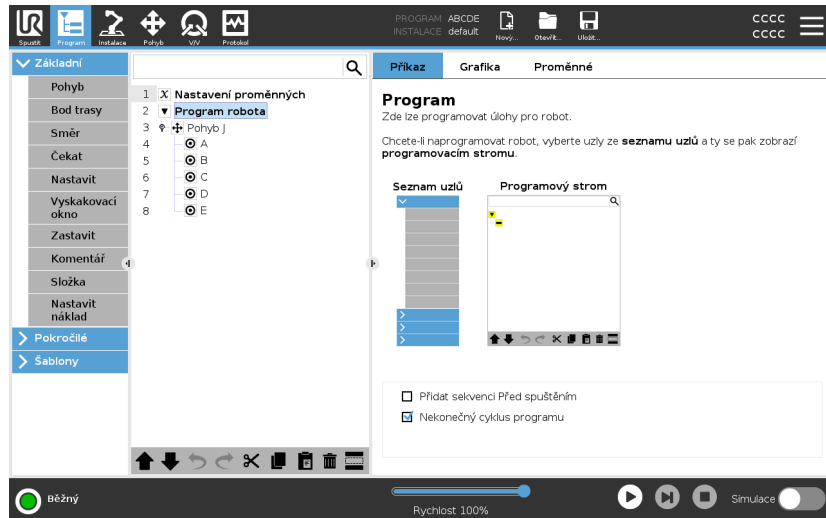 UR
PROGRAM ABCDE
INSTALACE default
CCCC
CCCC
Spustit Program Instalace Pohyb V/V Protokol
Nový... Otevřít... Uložit...
Základní
Pohyb
Bod trasy
Směr
Čekat
Nastavit
Vyskakovací
okno
Zastavit
Komentář
Složka
Nastavit
náklad
Pokročilé
Šablony
1 X Nastavení proměnných
2 Program robota
3 Pohyb J
4 A
5 B
6 C
7 D
8 E
Příkaz Grafika Proměnné
Program
Zde lze programovat úlohy pro robot.
Chcete-li naprogramovat robot, vyberte uzly ze seznamu uzlů a ty se pak zobrazí
programovacím stromu.
Seznam uzlů Programový strom
Přidat sekvenci Před spuštěním
Nekonečný cyklus programu
Běžný
Rychlost 100%
Simulace